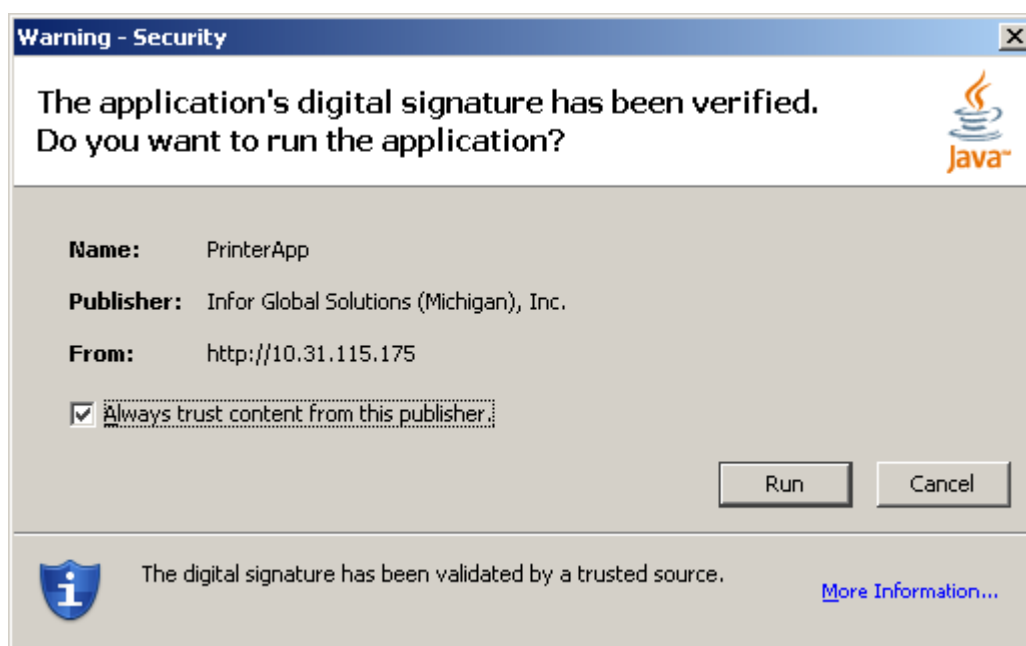 Warning - Security
The application's digital signature has been verified.
Do you want to run the application?
Java™
Name: PrinterApp
Publisher: Infor Global Solutions (Michigan), Inc.
From: http://10.31.115.175
Always trust content from this publisher.
Run Cancel
The digital signature has been validated by a trusted source.
More Information...